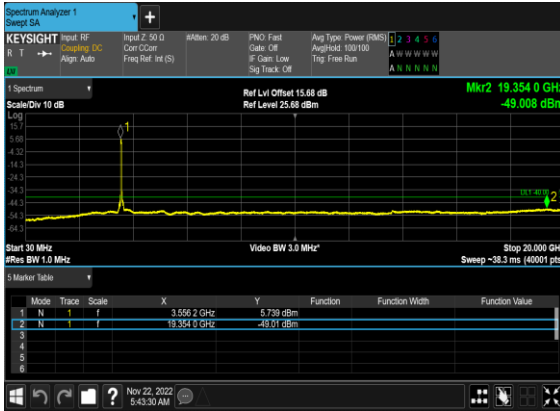 Spectrum Analyzer 1
Swept SA
+
KEYSIGHT
R T
LV
Input: RF
Coupling: DC
Align: Auto
Input Z: 50 Ω
Corr CCorr
Freq Ref: Int (S)
#Atten: 20 dB
PNO: Fast
Gate: Off
IF Gain: Low
Sig Track: Off
Avg Type: Power (RMS)
Avg|Hold: 100/100
Trig: Free Run
1 2 3 4 5 6
A W W W W W
A N N N N N
1 Spectrum
Scale/Div 10 dB
Ref Lvl Offset 15.68 dB
Ref Level 25.68 dBm
Mkr2 19.354 0 GHz
-49.008 dBm
Log
15.7
5.68
-4.32
-14.3
-24.3
-34.3
-44.3
-54.3
-64.3
1
2
Start 30 MHz
#Res BW 1.0 MHz
Video BW 3.0 MHz*
Stop 20.000 GH
Sweep ~38.3 ms (40001 pts
5 Marker Table
Mode Trace Scale X Y Function Function Width Function Value
1 N 1 f 3.556 2 GHz 5.739 dBm
2 N 1 f 19.354 0 GHz -49.01 dBm
3
4
5
6
?
Nov 22, 2022
5:43:30 AM